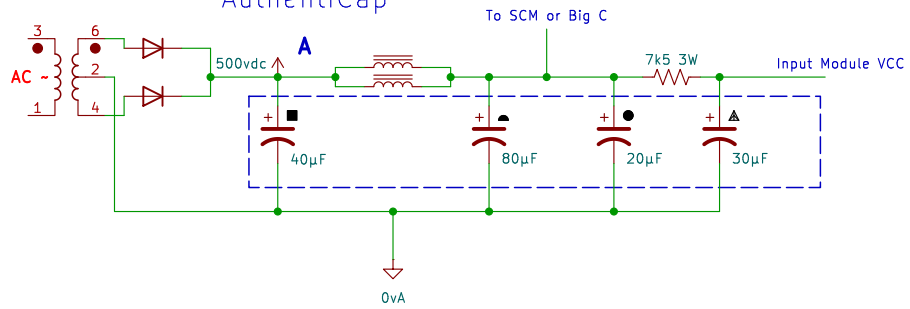 AuthentiCap
To SCM or Big C
3
6
A
500vdc
7k5 3W
Input Module VCC
AC ~
2
1
4
+
+
+
+
40µF
80µF
20µF
30µF
0vA